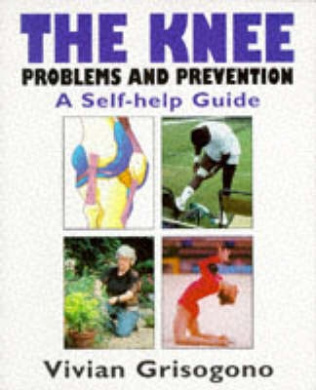 THE KNEE
PROBLEMS AND PREVENTION
A Self-help Guide
Vivian Grisogono